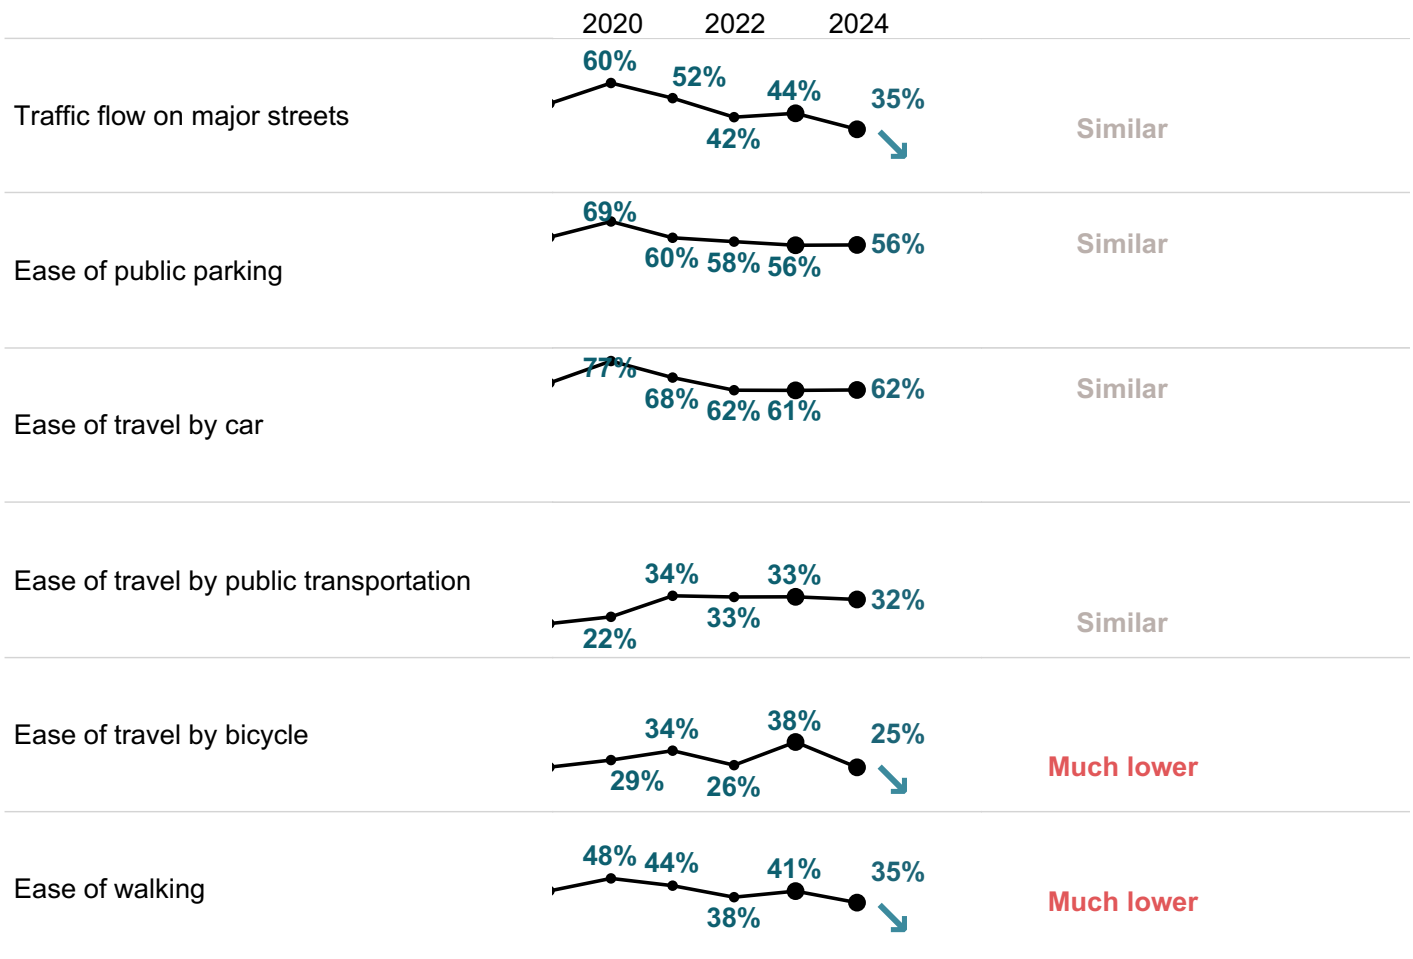 2020 2022 2024
Traffic flow on major streets
60% 52% 42% 44% 35%
Similar
Ease of public parking
69% 60% 58% 56% 56%
Similar
Ease of travel by car
77% 68% 62% 61% 62%
Similar
Ease of travel by public transportation
22% 34% 33% 33% 32%
Similar
Ease of travel by bicycle
29% 34% 26% 38% 25%
Much lower
Ease of walking
48% 44% 38% 41% 35%
Much lower